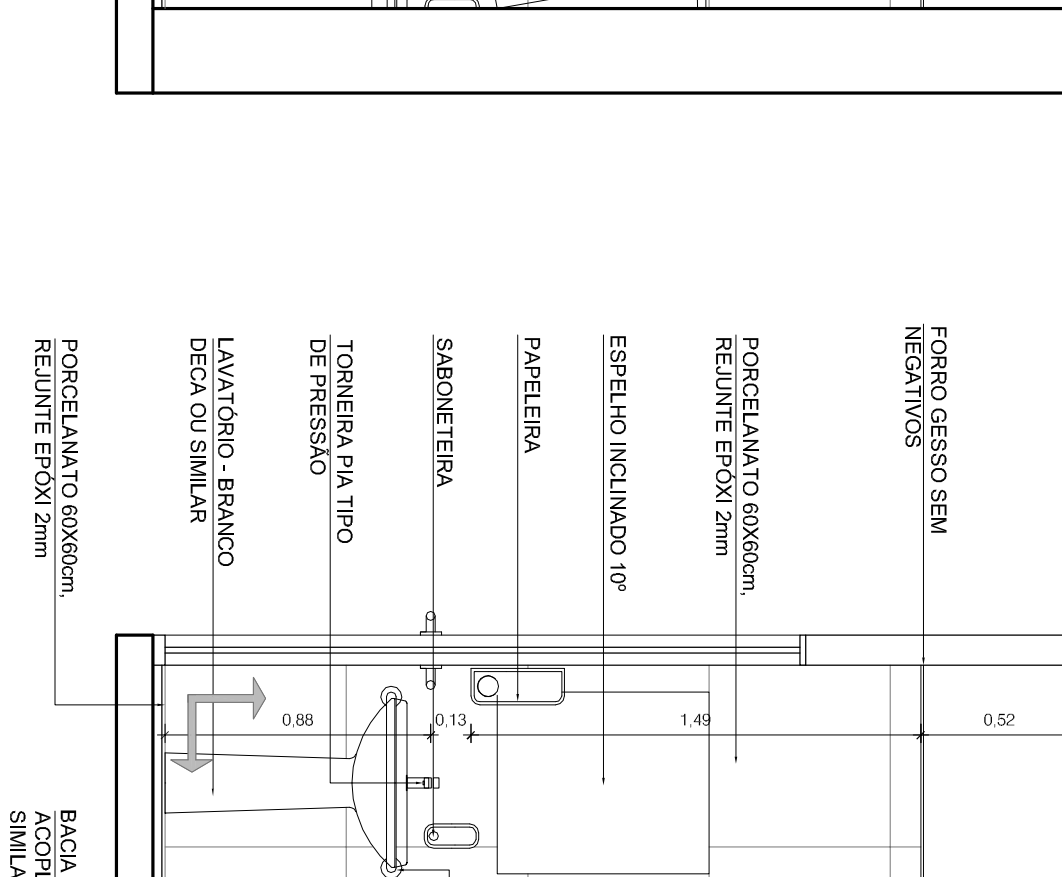 FORRO GESSO SEM
NEGATIVOS
PORCELANATO 60X60cm,
REJUNTE EPÓXI 2mm
ESPELHO INCLINADO 10º
PAPELEIRA
SABONETEIRA
TORNEIRA PIA TIPO
DE PRESSÃO
LAVATÓRIO - BRANCO
DECA OU SIMILAR
PORCELANATO 60X60cm,
REJUNTE EPÓXI 2mm
0,88
0,13
1,49
0,52
BACIA
ACOPL
SIMILA